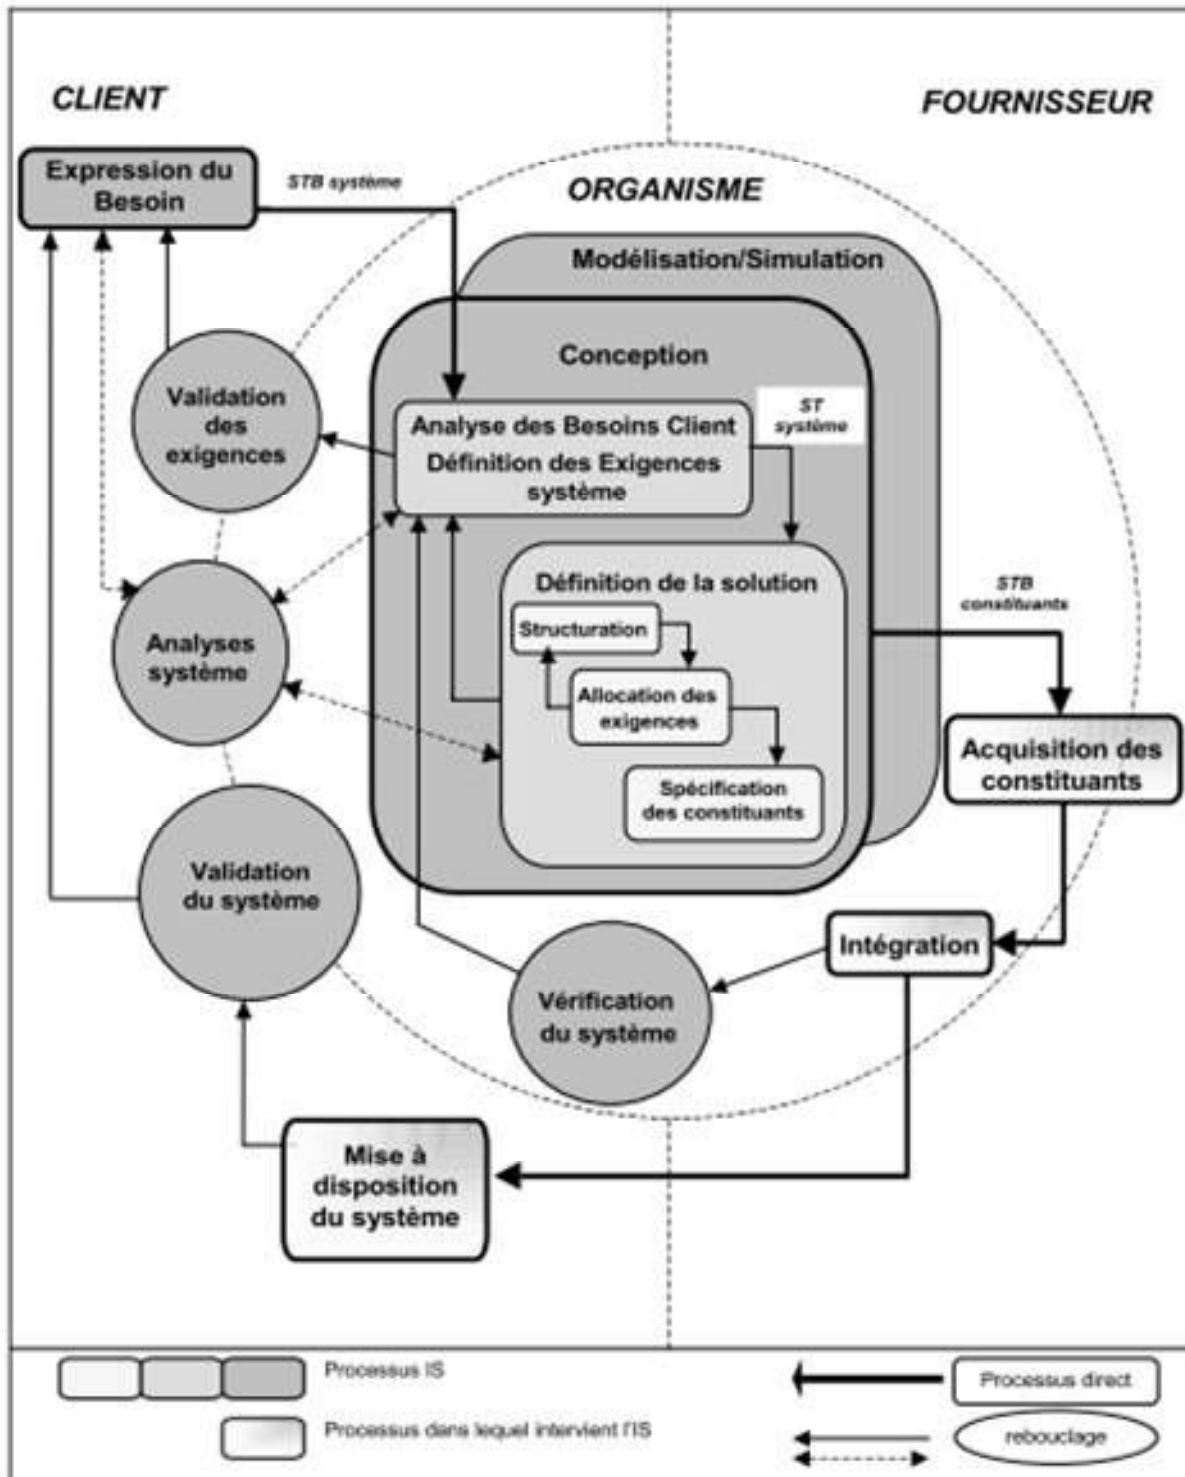 CLIENT
FOURNISSEUR
Expression du
Besoin
STB système
ORGANISME
Modélisation/Simulation
Conception
Validation
des
exigences
Analyse des Besoins Client
Définition des Exigences
système
ST
système
Définition de la solution
STB
constituants
Structuration
Analyses
système
Allocation des
exigences
Acquisition des
constituants
Spécification
des constituants
Validation
du système
Intégration
Vérification
du système
Mise à
disposition
du système
Processus IS
Processus direct
Processus dans lequel intervient l'IS
rebouclage